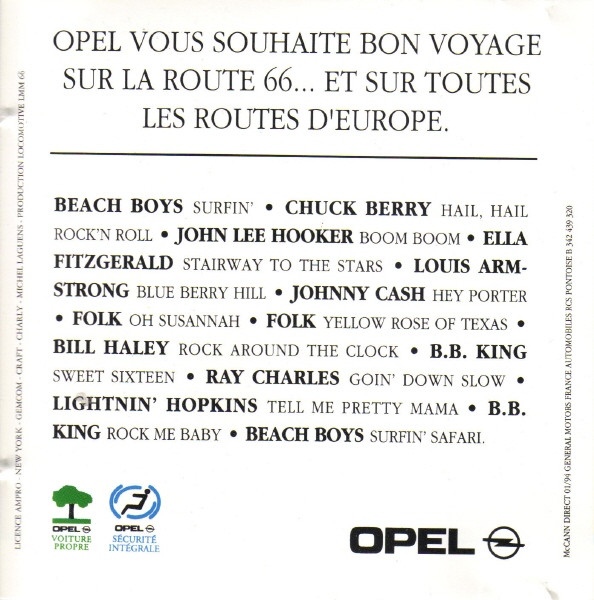 OPEL VOUS SOUHAITE BON VOYAGE
SUR LA ROUTE 66... ET SUR TOUTES
LES ROUTES D'EUROPE.
BEACH BOYS SURFIN' • CHUCK BERRY HAIL, HAIL
ROCK'N ROLL • JOHN LEE HOOKER BOOM BOOM • ELLA
FITZGERALD STAIRWAY TO THE STARS • LOUIS ARM-
STRONG BLUE BERRY HILL • JOHNNY CASH HEY PORTER
• FOLK OH SUSANNAH • FOLK YELLOW ROSE OF TEXAS •
BILL HALEY ROCK AROUND THE CLOCK • B.B. KING
SWEET SIXTEEN • RAY CHARLES GOIN' DOWN SLOW •
LIGHTNIN' HOPKINS TELL ME PRETTY MAMA • B.B.
KING ROCK ME BABY • BEACH BOYS SURFIN' SAFARI.
OPEL
VOITURE
PROPRE
OPEL
SÉCURITÉ
INTÉGRALE
OPEL
LICENCE AMPRO - NEW YORK - GEMCOM - CRAFT - CHARLY - MICHEL LAGUENS - PRODUCTION LOCOMOTIVE LMM 66
McCANN DIRECT 01/94 GENERAL MOTORS FRANCE AUTOMOBILES RCS PONTOISE B 342 439 320